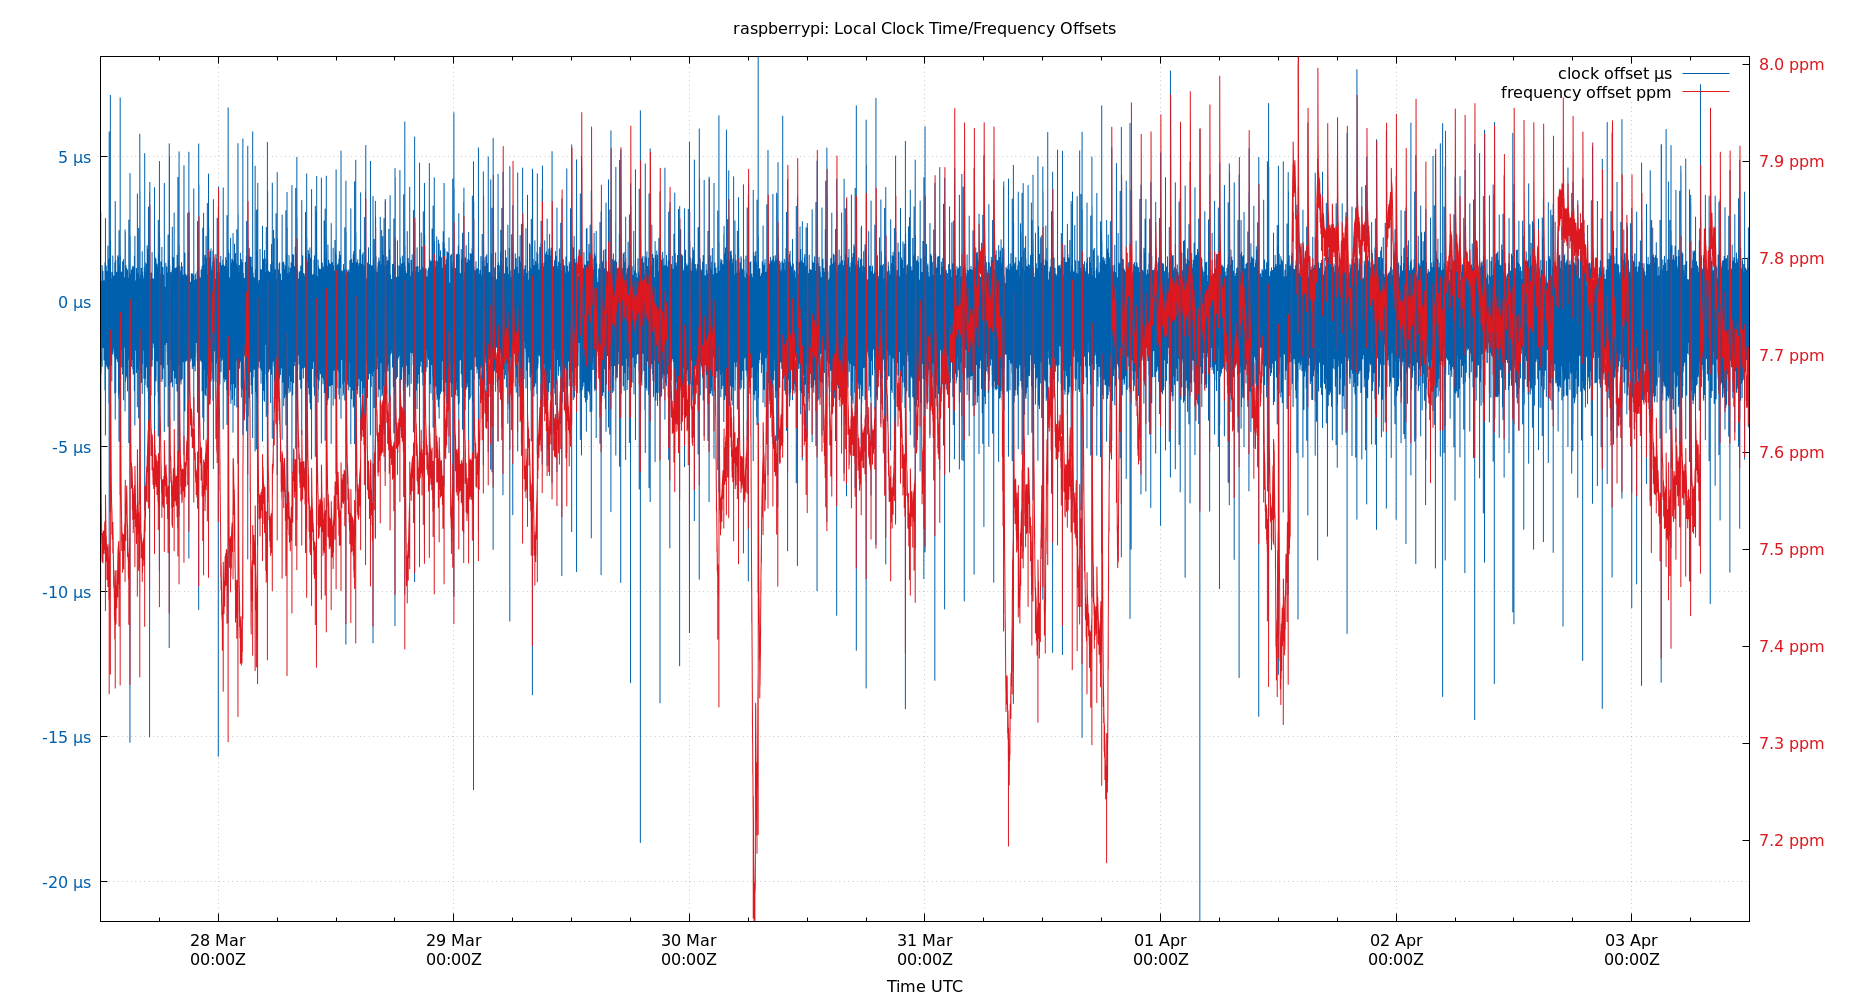 raspberrypi: Local Clock Time/Frequency Offsets
clock offset µs
frequency offset ppm
5 µs
0 µs
-5 µs
-10 µs
-15 µs
-20 µs
8.0 ppm
7.9 ppm
7.8 ppm
7.7 ppm
7.6 ppm
7.5 ppm
7.4 ppm
7.3 ppm
7.2 ppm
28 Mar
00:00Z
29 Mar
00:00Z
30 Mar
00:00Z
31 Mar
00:00Z
01 Apr
00:00Z
02 Apr
00:00Z
03 Apr
00:00Z
Time UTC